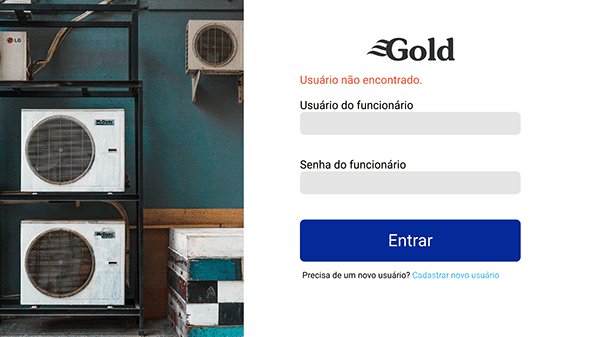 LG
Gold
Usuário não encontrado.
Usuário do funcionário
Senha do funcionário
Entrar
Precisa de um novo usuário? Cadastrar novo usuário